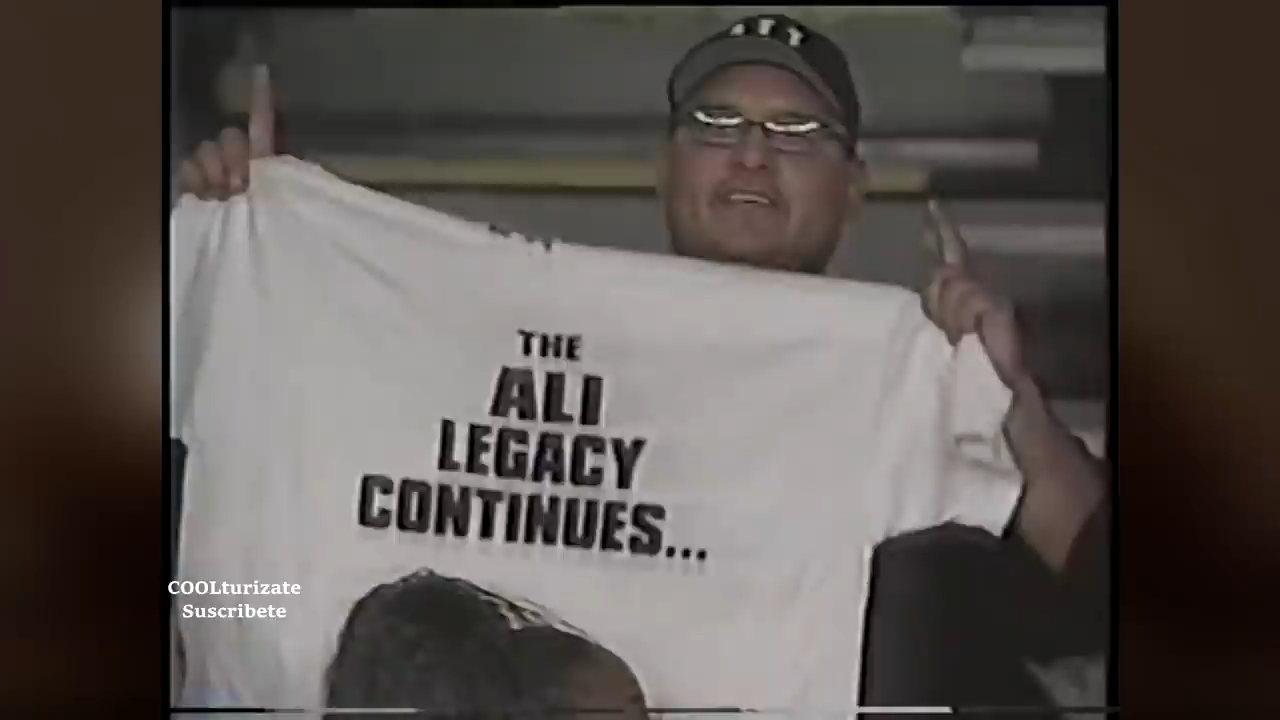 THE
ALI
LEGACY
CONTINUES...
COOLturizate
Suscribete